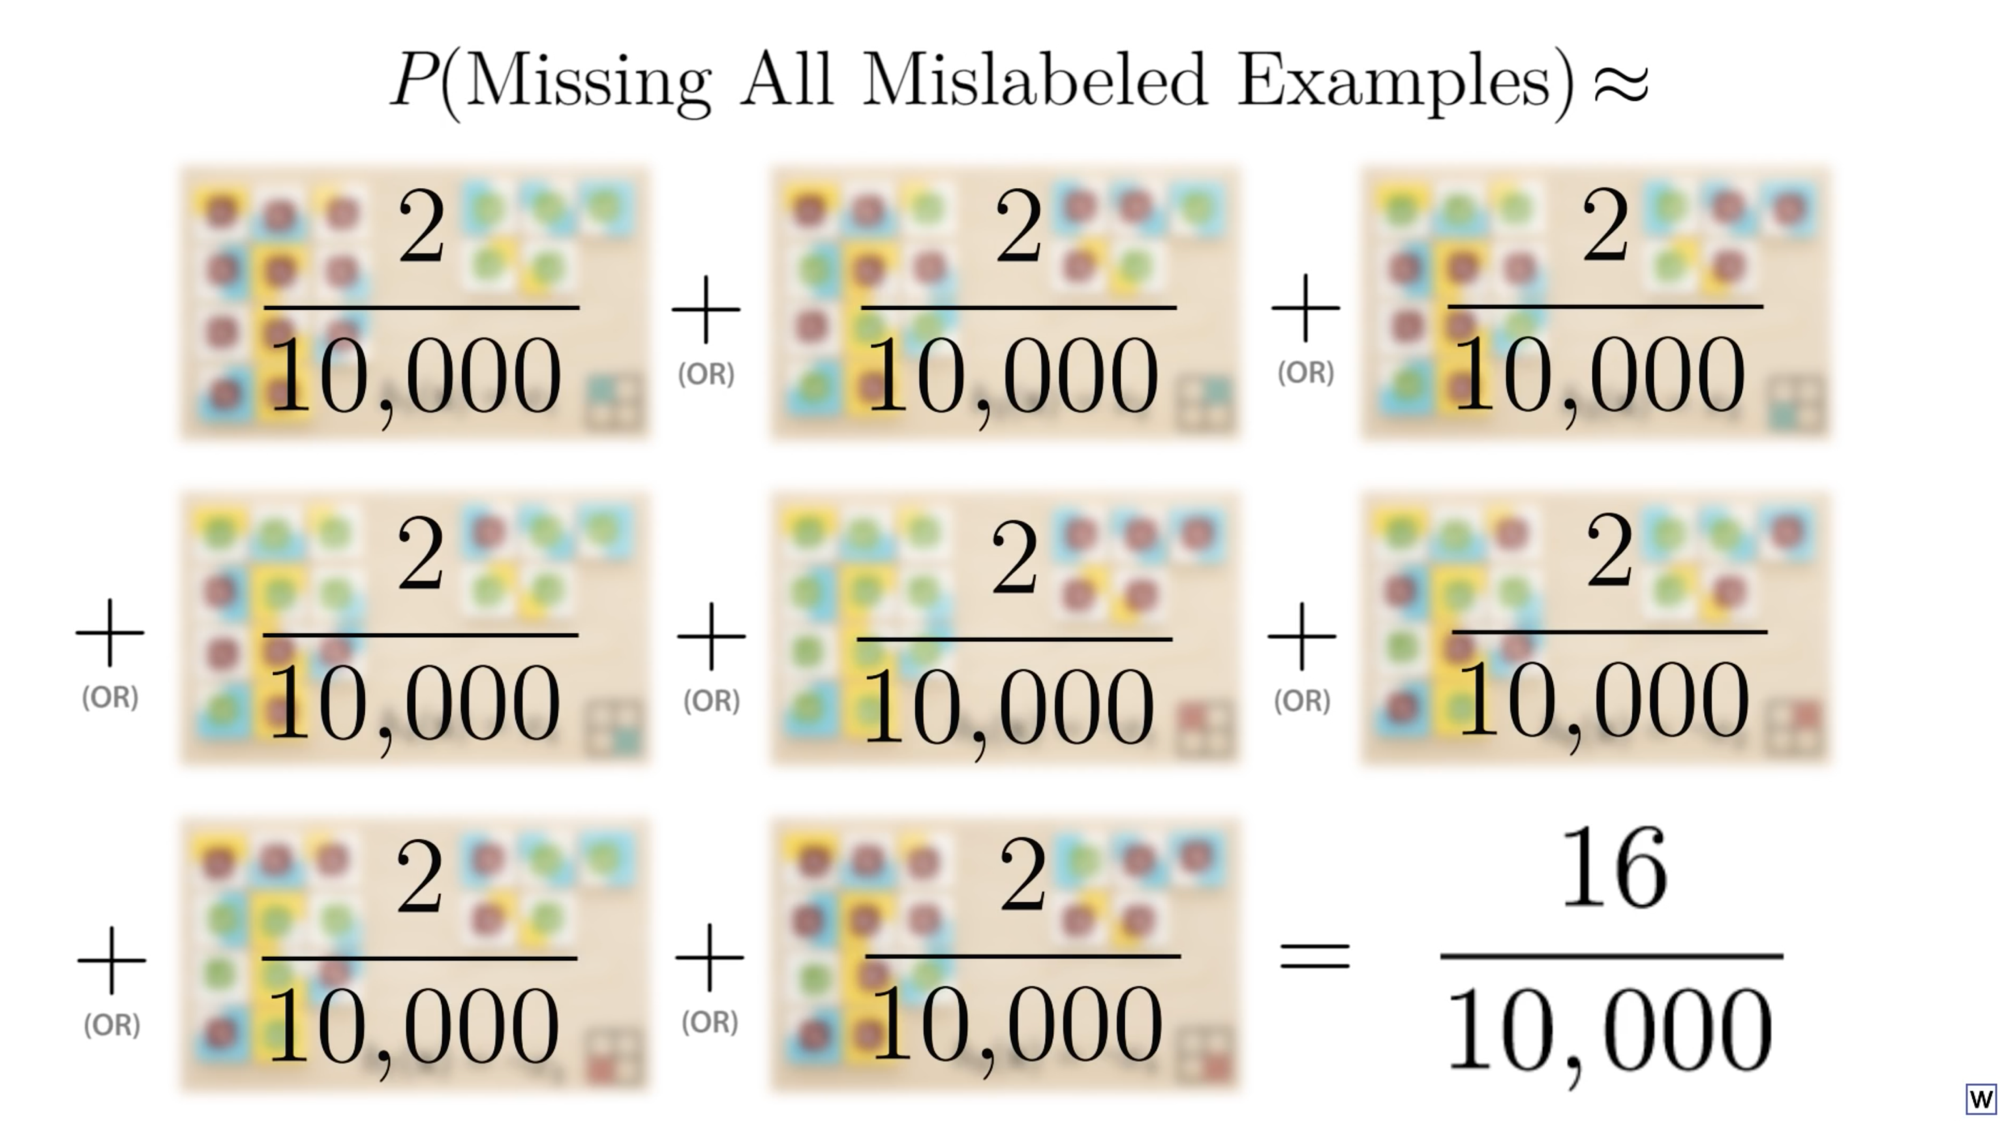 P(Missing All Mislabeled Examples) ≈
2/10,000 + (OR) 2/10,000 + (OR) 2/10,000
+ (OR) 2/10,000 + (OR) 2/10,000 + (OR) 2/10,000
+ (OR) 2/10,000 + (OR) 2/10,000 = 16/10,000
W